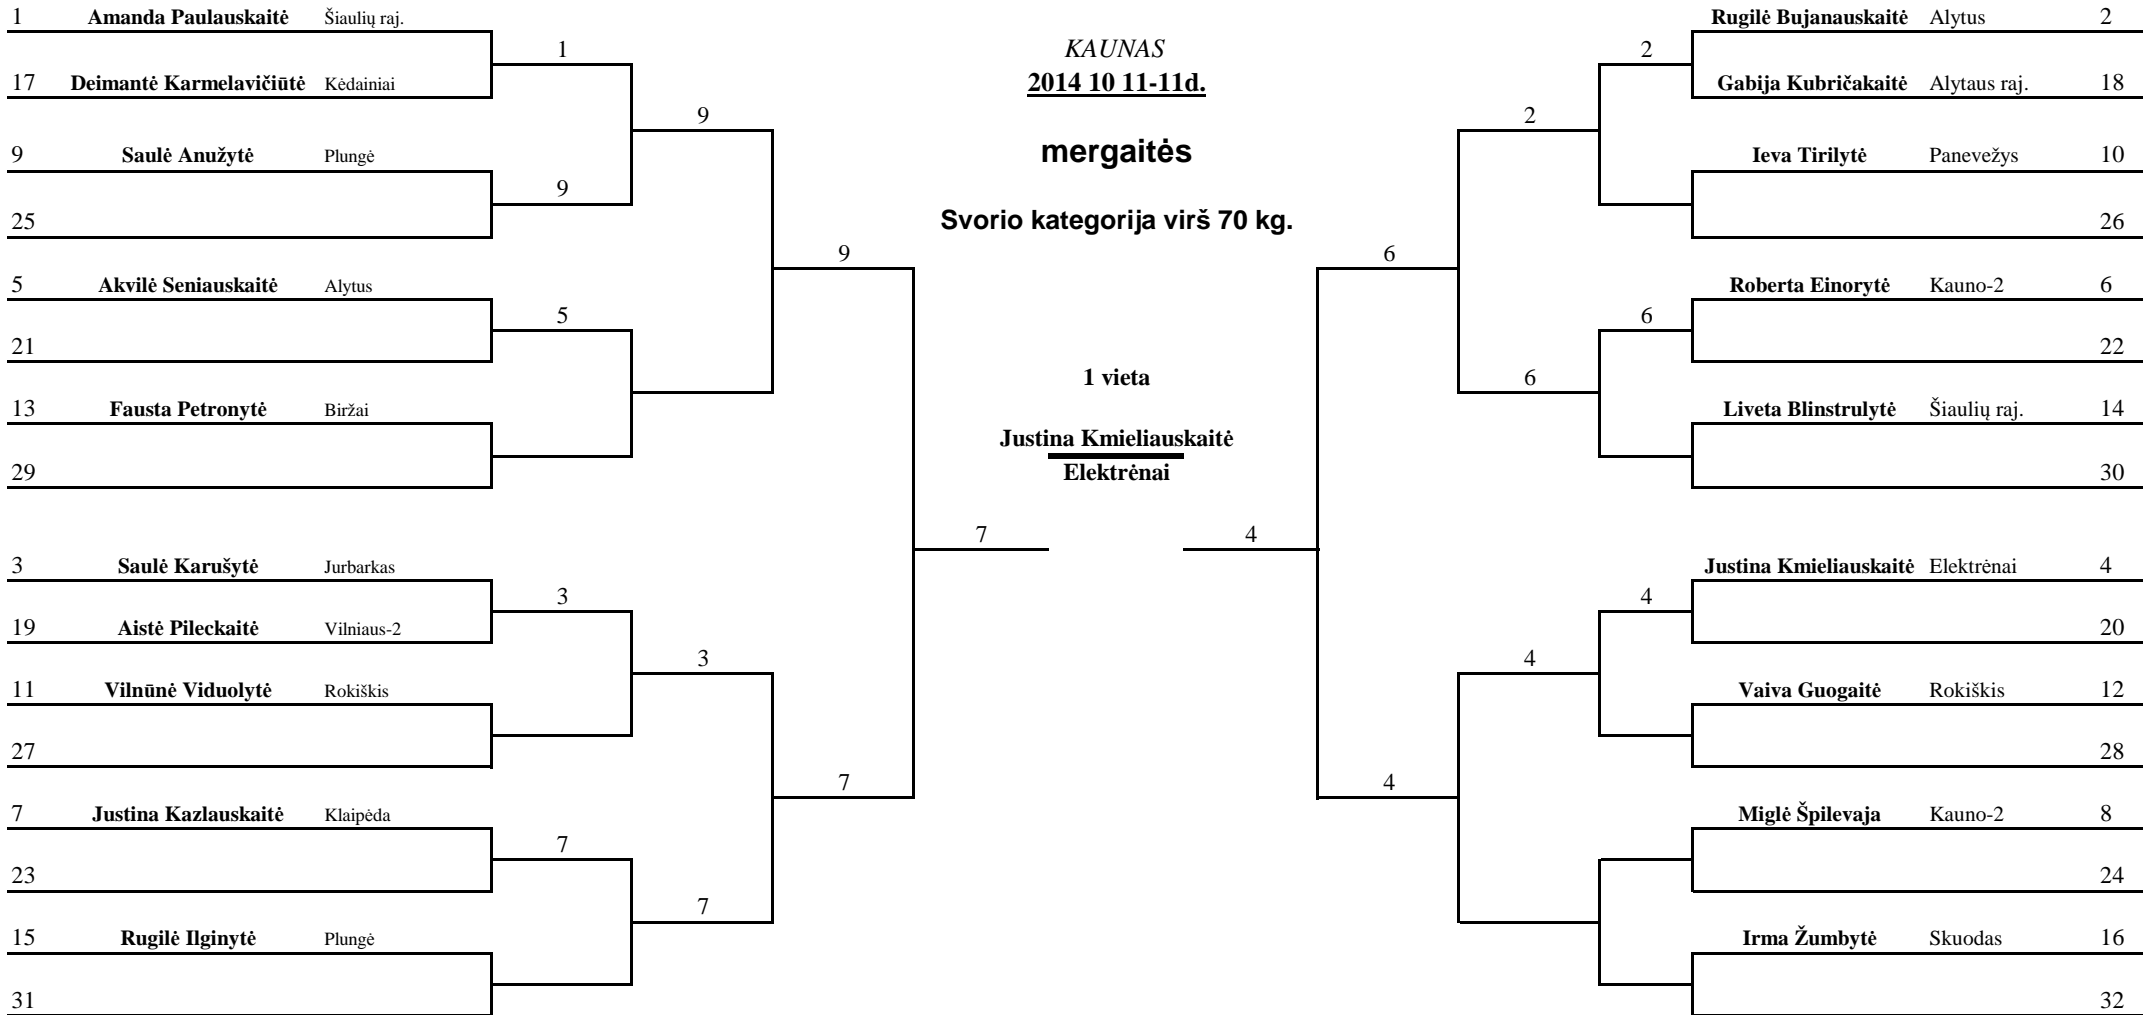 1 Amanda Paulauskaitė Šiaulių raj.
1
17 Deimantė Karmelavičiūtė Kėdainiai
9
9 Saulė Anužytė Plungė
9
25
9
5 Akvilė Seniauskaitė Alytus
5
21
13 Fausta Petronytė Biržai
29
7
3 Saulė Karušytė Jurbarkas
3
19 Aistė Pileckaitė Vilniaus-2
3
11 Vilnūnė Viduolytė Rokiškis
27
7
7 Justina Kazlauskaitė Klaipėda
7
23
7
15 Rugilė Ilginytė Plungė
31
KAUNAS
2014 10 11-11d.
mergaitės
Svorio kategorija virš 70 kg.
1 vieta
Justina Kmieliauskaitė
Elektrėnai
Rugilė Bujanauskaitė Alytus 2
2
Gabija Kubričakaitė Alytaus raj. 18
2
Ieva Tirilytė Panevežys 10
26
6
Roberta Einorytė Kauno-2 6
6
22
6
Liveta Blinstrulytė Šiaulių raj. 14
30
4
Justina Kmieliauskaitė Elektrėnai 4
4
20
4
Vaiva Guogaitė Rokiškis 12
28
4
Miglė Špilevaja Kauno-2 8
24
Irma Žumbytė Skuodas 16
32